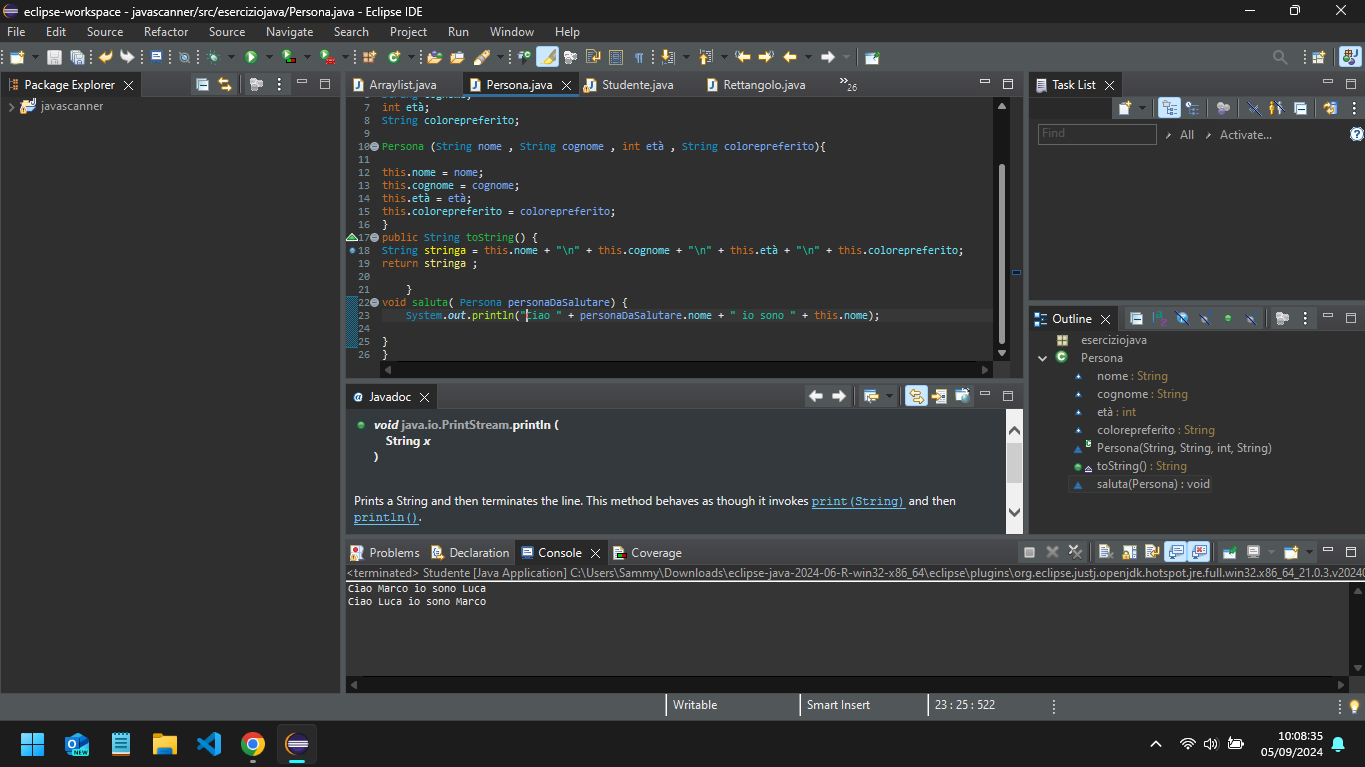 eclipse-workspace - javascanner/src/eserciziojava/Persona.java - Eclipse IDE
File Edit Source Refactor Source Navigate Search Project Run Window Help
Package Explorer
javascanner
Arraylist.java Persona.java Studente.java Rettangolo.java »26
7 int età;
8 String colorepreferito;
9
10 Persona (String nome , String cognome , int età , String colorepreferito){
11
12 this.nome = nome;
13 this.cognome = cognome;
14 this.età = età;
15 this.colorepreferito = colorepreferito;
16 }
17 public String toString() {
18 String stringa = this.nome + "\n" + this.cognome + "\n" + this.età + "\n" + this.colorepreferito;
19 return stringa ;
20
21 }
22 void saluta( Persona personaDaSalutare) {
23 System.out.println("Ciao " + personaDaSalutare.nome + " io sono " + this.nome);
24
25 }
26 }
Task List
Find All Activate...
Outline
eserciziojava
Persona
nome : String
cognome : String
età : int
colorepreferito : String
Persona(String, String, int, String)
toString() : String
saluta(Persona) : void
@ Javadoc
void java.io.PrintStream.println (
String x
)
Prints a String and then terminates the line. This method behaves as though it invokes print(String) and then
println().
Problems Declaration Console Coverage
<terminated> Studente [Java Application] C:\Users\Sammy\Downloads\eclipse-java-2024-06-R-win32-x86_64\eclipse\plugins\org.eclipse.justj.openjdk.hotspot.jre.full.win32.x86_64_21.0.3.v20240
Ciao Marco io sono Luca
Ciao Luca io sono Marco
Writable Smart Insert 23 : 25 : 522
NEW
10:08:35
05/09/2024